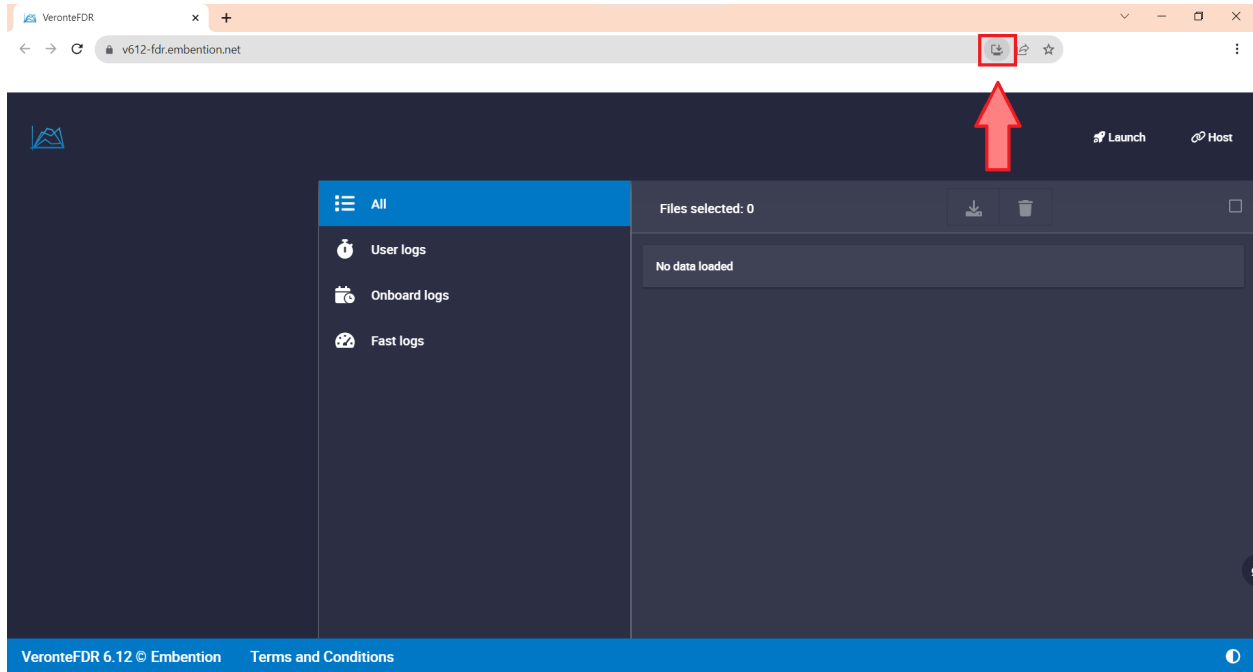 VeronteFDR
v612-fdr.embention.net
Launch
Host
All
Files selected: 0
User logs
No data loaded
Onboard logs
Fast logs
VeronteFDR 6.12 © Embention
Terms and Conditions